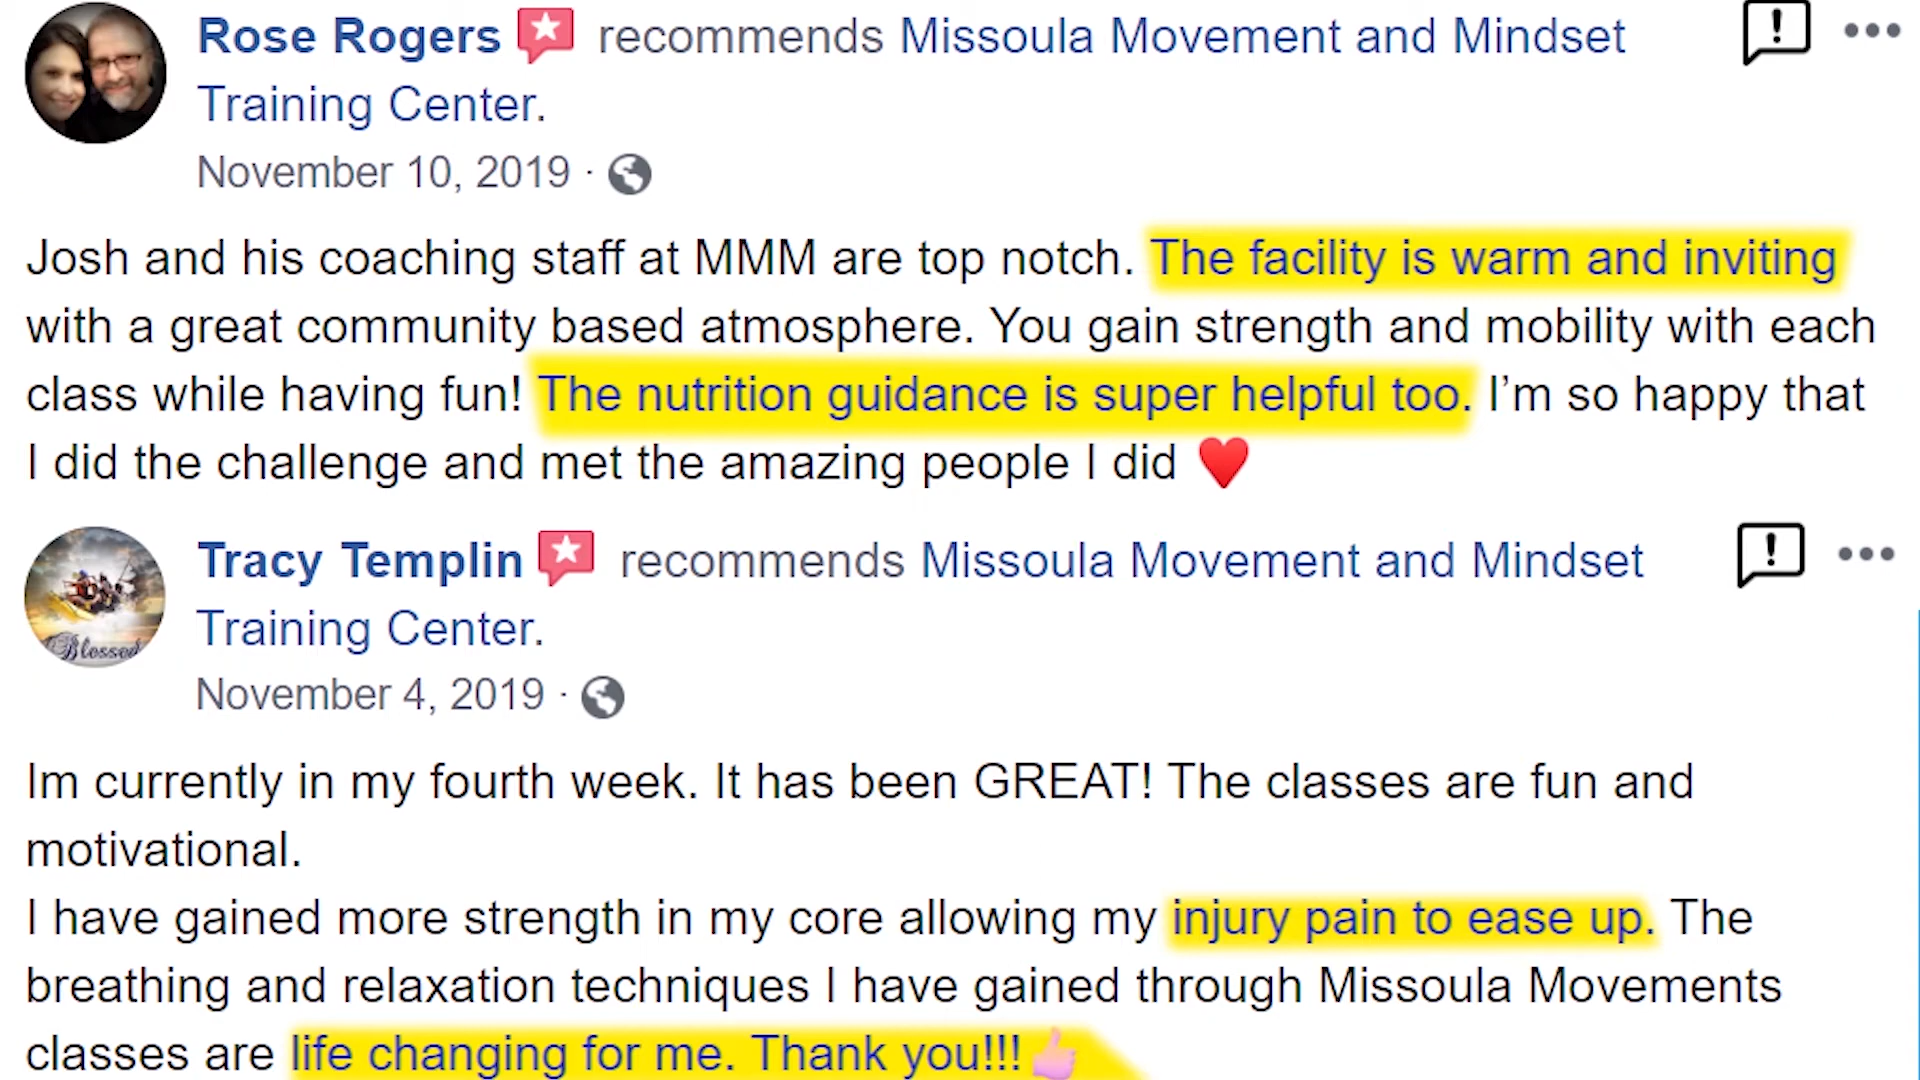 Rose Rogers recommends Missoula Movement and Mindset
Training Center.
November 10, 2019 ·
Josh and his coaching staff at MMM are top notch. The facility is warm and inviting
with a great community based atmosphere. You gain strength and mobility with each
class while having fun! The nutrition guidance is super helpful too. I’m so happy that
I did the challenge and met the amazing people I did ♥
Blessed
Tracy Templin recommends Missoula Movement and Mindset
Training Center.
November 4, 2019 ·
Im currently in my fourth week. It has been GREAT! The classes are fun and
motivational.
I have gained more strength in my core allowing my injury pain to ease up. The
breathing and relaxation techniques I have gained through Missoula Movements
classes are life changing for me. Thank you!!! 👍